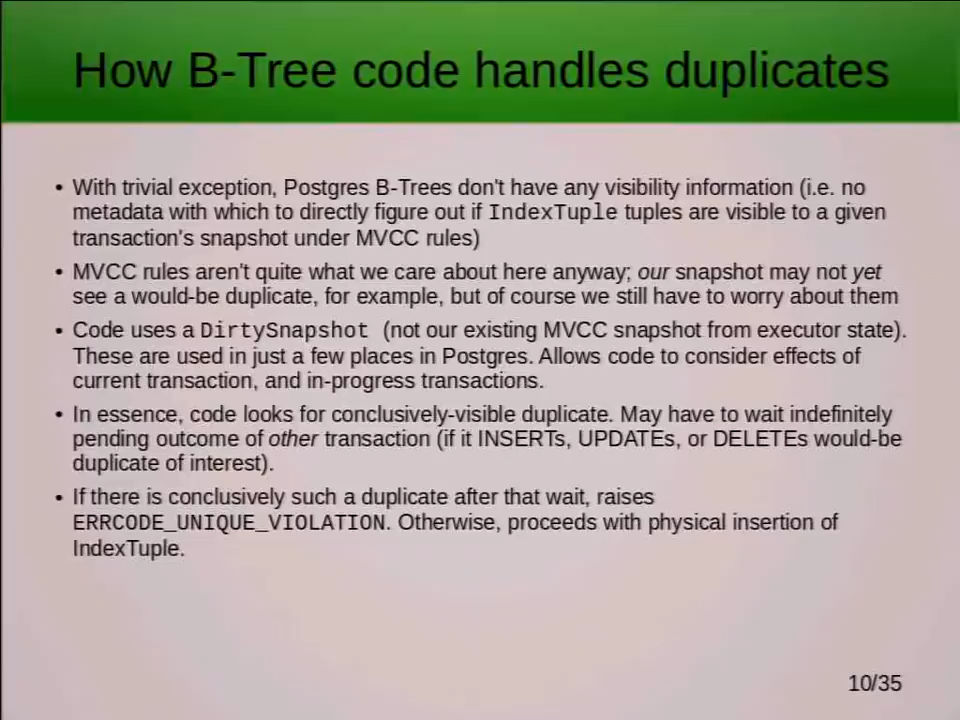 How B-Tree code handles duplicates
• With trivial exception, Postgres B-Trees don't have any visibility information (i.e. no
metadata with which to directly figure out if IndexTuple tuples are visible to a given
transaction's snapshot under MVCC rules)
• MVCC rules aren't quite what we care about here anyway; our snapshot may not yet
see a would-be duplicate, for example, but of course we still have to worry about them
• Code uses a DirtySnapshot (not our existing MVCC snapshot from executor state).
These are used in just a few places in Postgres. Allows code to consider effects of
current transaction, and in-progress transactions.
• In essence, code looks for conclusively-visible duplicate. May have to wait indefinitely
pending outcome of other transaction (if it INSERTs, UPDATEs, or DELETEs would-be
duplicate of interest).
• If there is conclusively such a duplicate after that wait, raises
ERRCODE_UNIQUE_VIOLATION. Otherwise, proceeds with physical insertion of
IndexTuple.
10/35